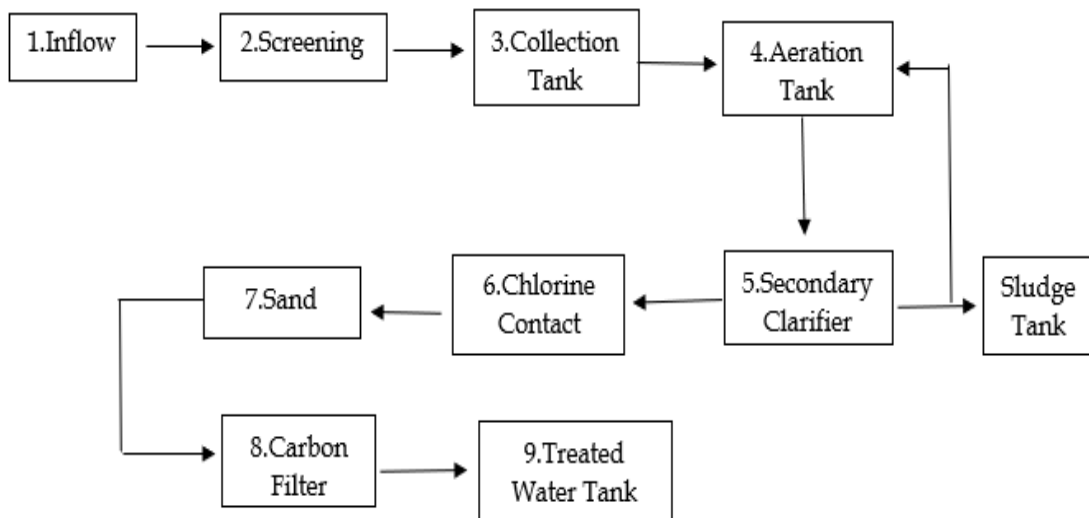 1.Inflow
2.Screening
3.Collection
Tank
4.Aeration
Tank
5.Secondary
Clarifier
Sludge
Tank
6.Chlorine
Contact
7.Sand
8.Carbon
Filter
9.Treated
Water Tank